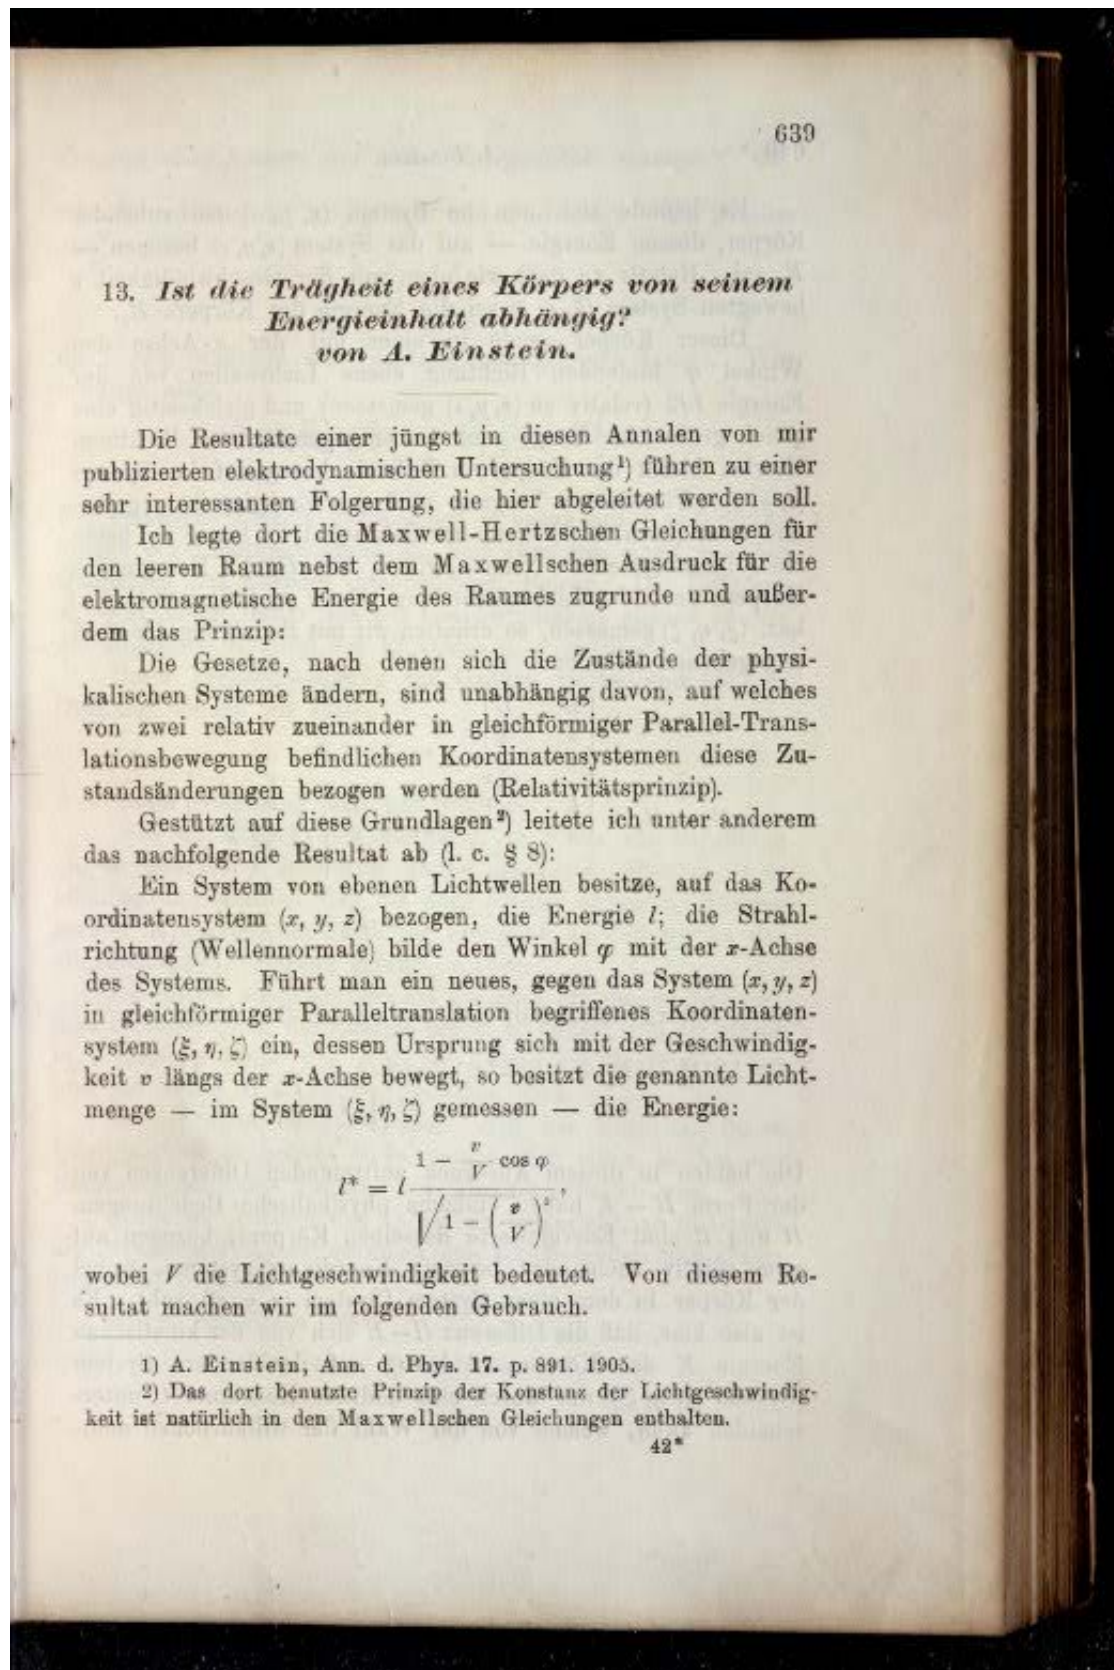 639
13. Ist die Trägheit eines Körpers von seinem
Energieinhalt abhängig?
von A. Einstein.
Die Resultate einer jüngst in diesen Annalen von mir
publizierten elektrodynamischen Untersuchung¹) führen zu einer
sehr interessanten Folgerung, die hier abgeleitet werden soll.
Ich legte dort die Maxwell-Hertzschen Gleichungen für
den leeren Raum nebst dem Maxwellschen Ausdruck für die
elektromagnetische Energie des Raumes zugrunde und außer-
dem das Prinzip:
Die Gesetze, nach denen sich die Zustände der physi-
kalischen Systeme ändern, sind unabhängig davon, auf welches
von zwei relativ zueinander in gleichförmiger Parallel-Trans-
lationsbewegung befindlichen Koordinatensystemen diese Zu-
standsänderungen bezogen werden (Relativitätsprinzip).
Gestützt auf diese Grundlagen²) leitete ich unter anderem
das nachfolgende Resultat ab (l. c. § 8):
Ein System von ebenen Lichtwellen besitze, auf das Ko-
ordinatensystem (x, y, z) bezogen, die Energie l; die Strahl-
richtung (Wellennormale) bilde den Winkel φ mit der x-Achse
des Systems. Führt man ein neues, gegen das System (x, y, z)
in gleichförmiger Paralleltranslation begriffenes Koordinaten-
system (ξ, η, ζ) ein, dessen Ursprung sich mit der Geschwindig-
keit v längs der x-Achse bewegt, so besitzt die genannte Licht-
menge — im System (ξ, η, ζ) gemessen — die Energie:
l* = l (1 − v/V cos φ) / √(1 − (v/V)²),
wobei V die Lichtgeschwindigkeit bedeutet. Von diesem Re-
sultat machen wir im folgenden Gebrauch.
1) A. Einstein, Ann. d. Phys. 17. p. 891. 1905.
2) Das dort benutzte Prinzip der Konstanz der Lichtgeschwindig-
keit ist natürlich in den Maxwellschen Gleichungen enthalten.
42*